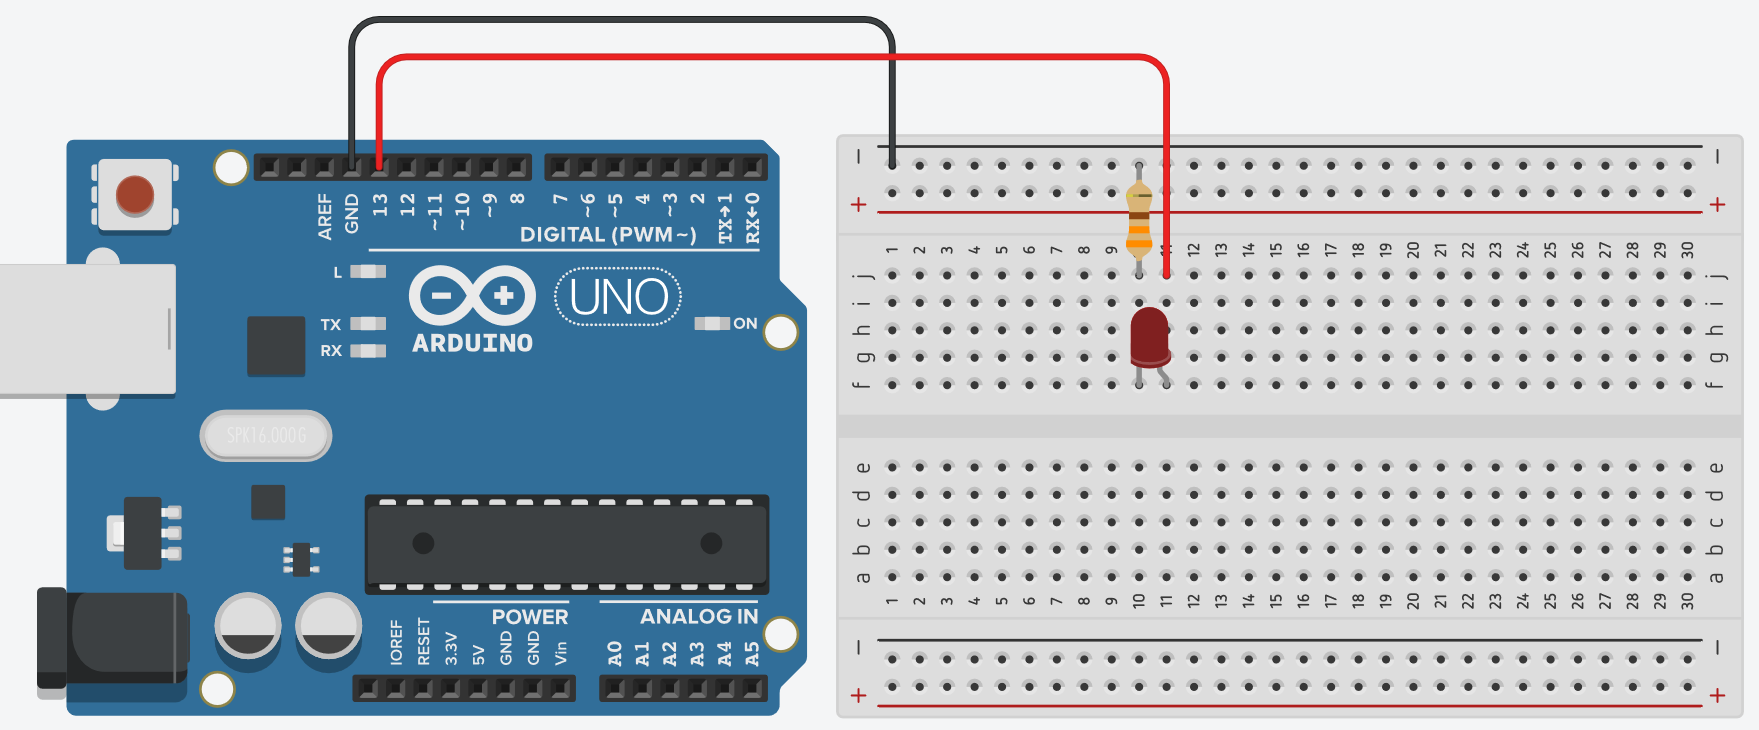 AREF
GND
13
12
~11
~10
~9
8
7
~6
~5
4
~3
2
TX→1
RX←0
DIGITAL (PWM~)
L
TX
RX
ARDUINO
UNO
ON
SPK16.000G
POWER
ANALOG IN
IOREF
RESET
3.3V
5V
GND
GND
Vin
A0
A1
A2
A3
A4
A5
− −
+ +
1 2 3 4 5 6 7 8 9 10 11 12 13 14 15 16 17 18 19 20 21 22 23 24 25 26 27 28 29 30
j j
i i
h h
g g
f f
e e
d d
c c
b b
a a
1 2 3 4 5 6 7 8 9 10 11 12 13 14 15 16 17 18 19 20 21 22 23 24 25 26 27 28 29 30
− −
+ +